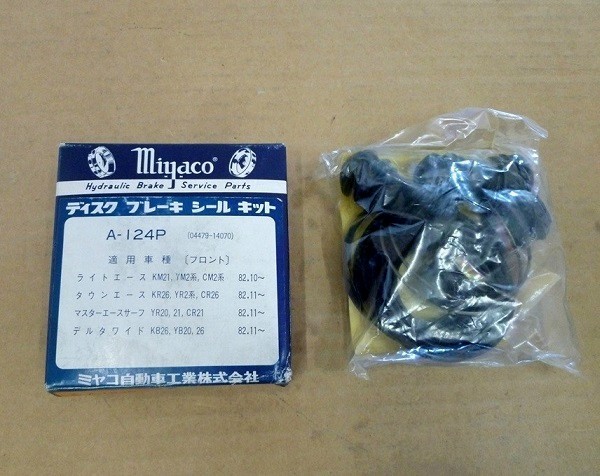 Miyaco®
Hydraulic Brake Service Parts
ディスク ブレーキ シール キット
A-124P (04479-14070)
適用車種 〔フロント〕
ライトエース KM21, YM2系, CM2系 82.10〜
タウンエース KR26, YR2系, CR26 82.11〜
マスターエースサーフ YR20, 21, CR21 82.11〜
デルタワイド KB26, YB20, 26 82.11〜
ミヤコ自動車工業株式会社